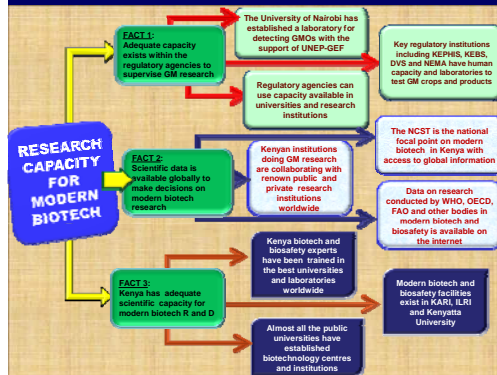 RESEARCH
CAPACITY
FOR
MODERN
BIOTECH
FACT 1:
Adequate capacity
exists within the
regulatory agencies to
supervise GM research
The University of Nairobi has
established a laboratory for
detecting GMOs with the
support of UNEP-GEF
Key regulatory institutions
including KEPHIS, KEBS,
DVS and NEMA have human
capacity and laboratories to
test GM crops and products
Regulatory agencies can
use capacity available in
universities and research
institutions
FACT 2:
Scientific data is
available globally to
make decisions on
modern biotech
research
Kenyan institutions
doing GM research
are collaborating with
renown public and
private research
institutions
worldwide
The NCST is the national
focal point on modern
biotech in Kenya with
access to global information
Data on research
conducted by WHO, OECD,
FAO and other bodies in
modern biotech and
biosafety is available on
the internet
FACT 3:
Kenya has adequate
scientific capacity for
modern biotech R and D
Kenya biotech and
biosafety experts
have been trained in
the best universities
and laboratories
worldwide
Modern biotech and
biosafety facilities
exist in KARI, ILRI
and Kenyatta
University
Almost all the public
universities have
established
biotechnology centres
and institutions